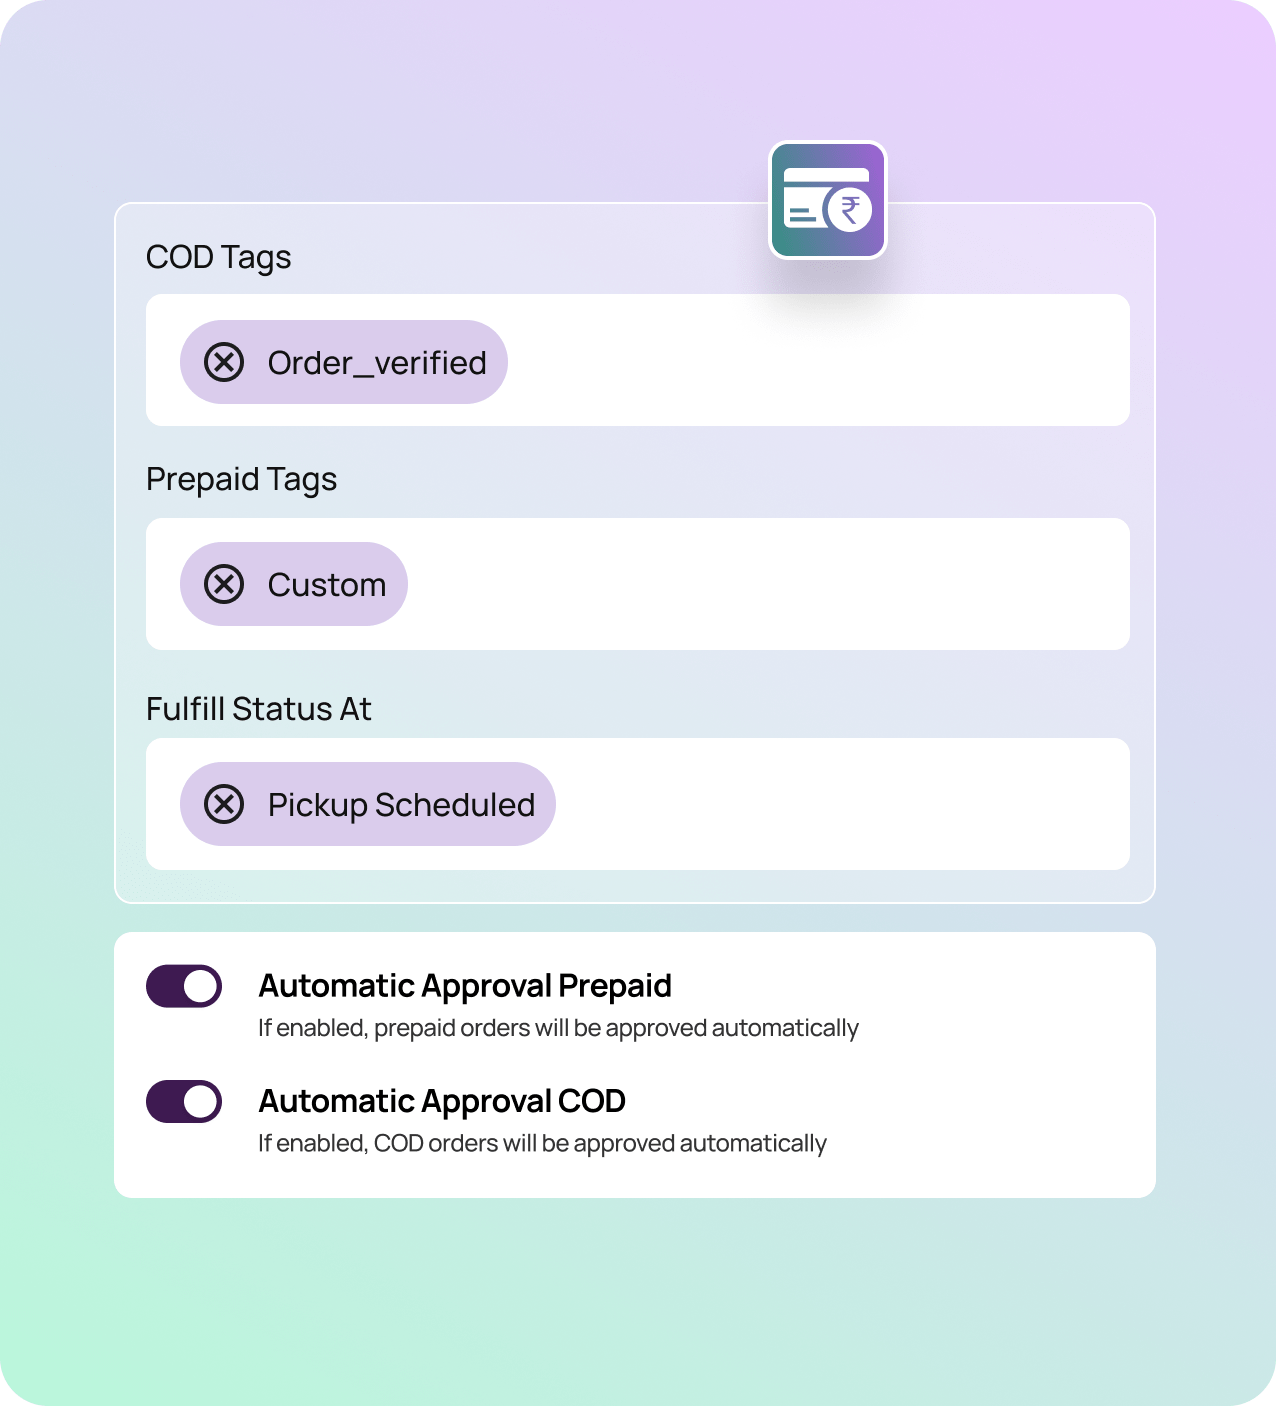 ₹
COD Tags
Order_verified
Prepaid Tags
Custom
Fulfill Status At
Pickup Scheduled
Automatic Approval Prepaid
If enabled, prepaid orders will be approved automatically
Automatic Approval COD
If enabled, COD orders will be approved automatically